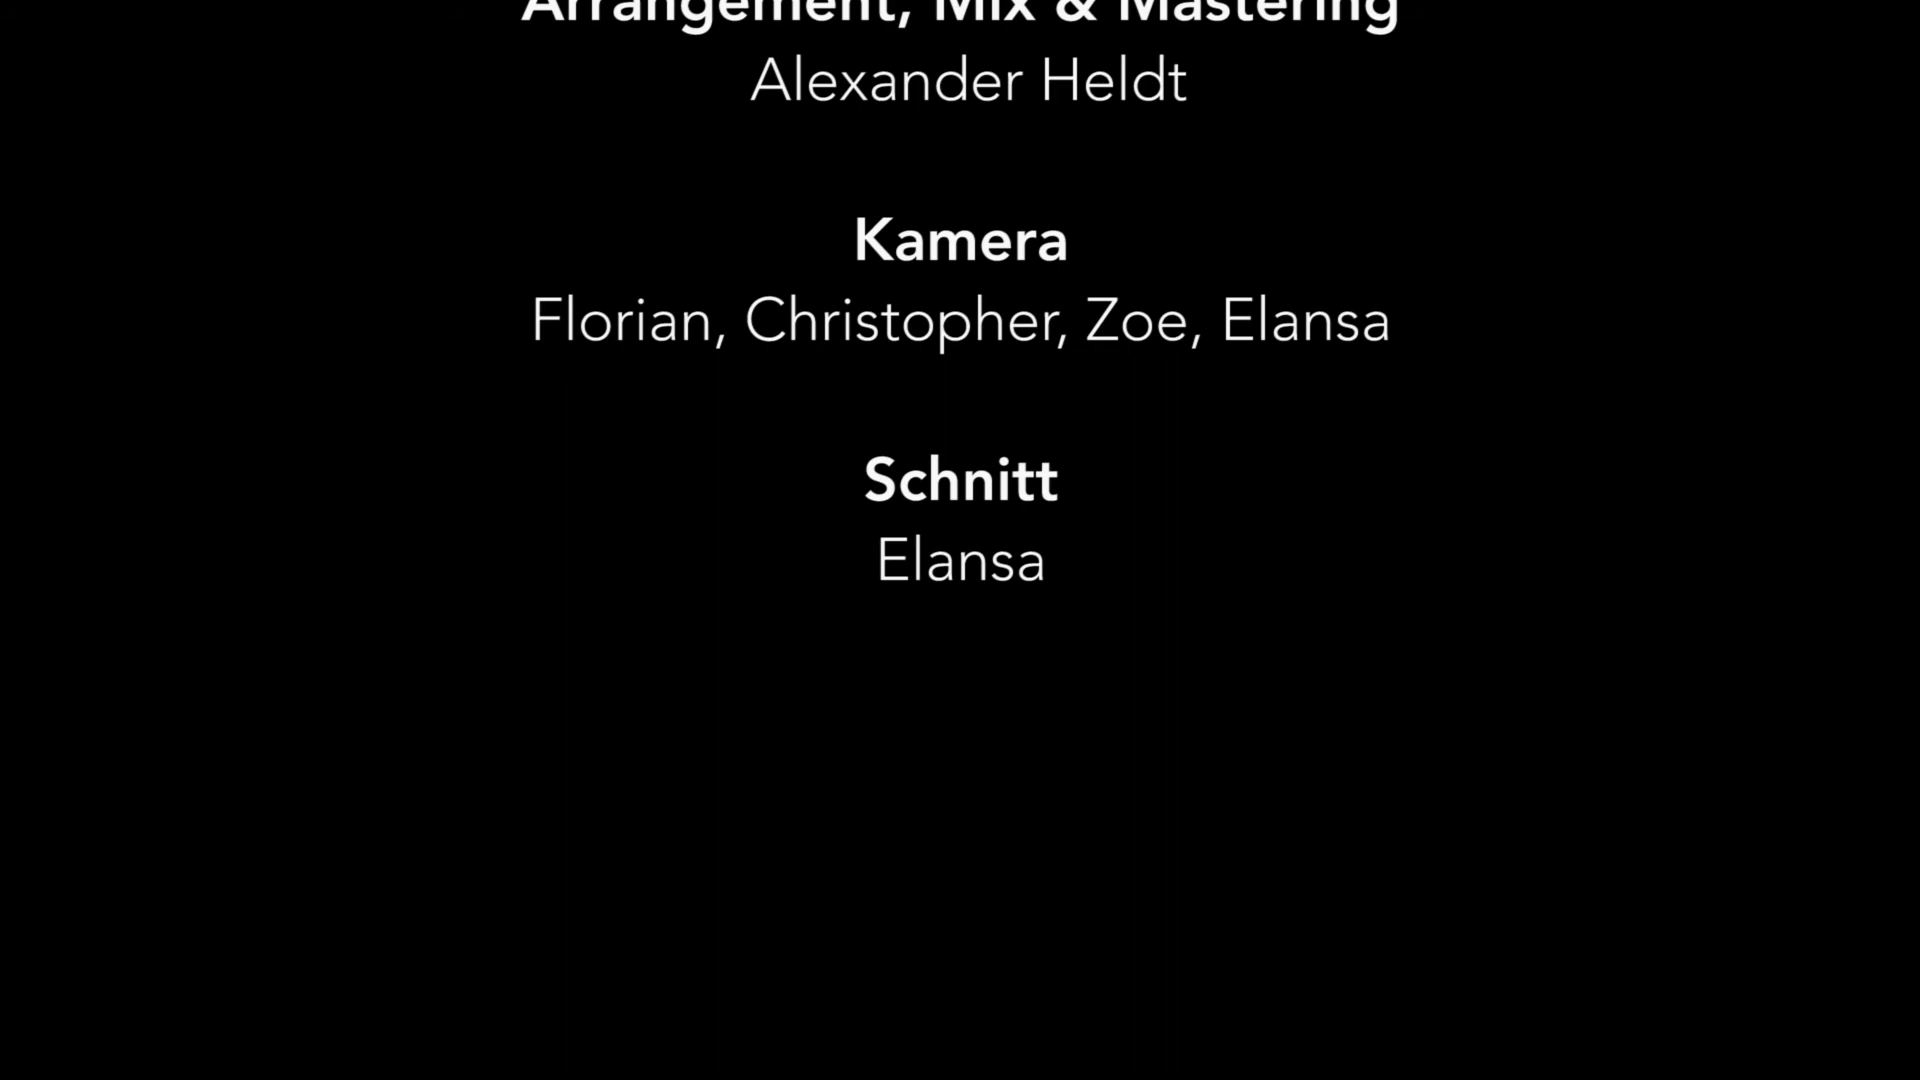 Arrangement, Mix & Mastering
Alexander Heldt
Kamera
Florian, Christopher, Zoe, Elansa
Schnitt
Elansa